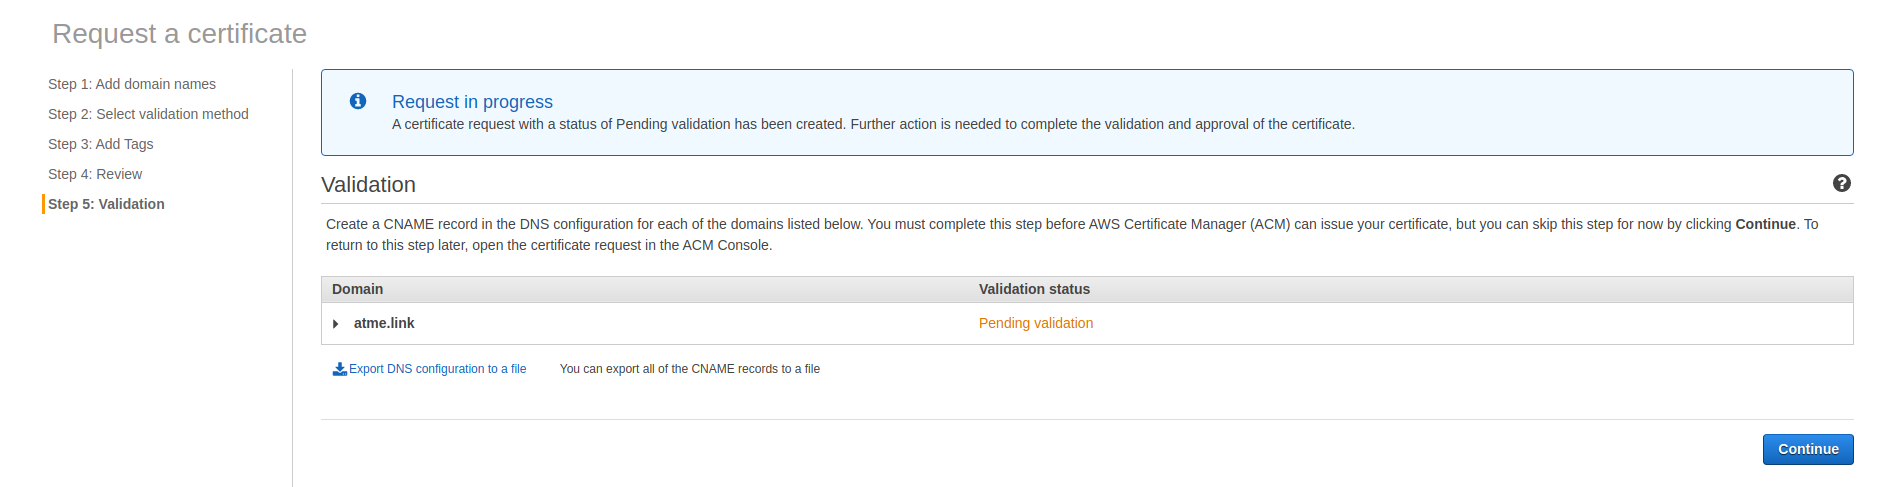 Request a certificate
Step 1: Add domain names
Step 2: Select validation method
Step 3: Add Tags
Step 4: Review
Step 5: Validation
Request in progress
A certificate request with a status of Pending validation has been created. Further action is needed to complete the validation and approval of the certificate.
Validation
Create a CNAME record in the DNS configuration for each of the domains listed below. You must complete this step before AWS Certificate Manager (ACM) can issue your certificate, but you can skip this step for now by clicking Continue. To
return to this step later, open the certificate request in the ACM Console.
Domain Validation status
atme.link Pending validation
Export DNS configuration to a file You can export all of the CNAME records to a file
Continue